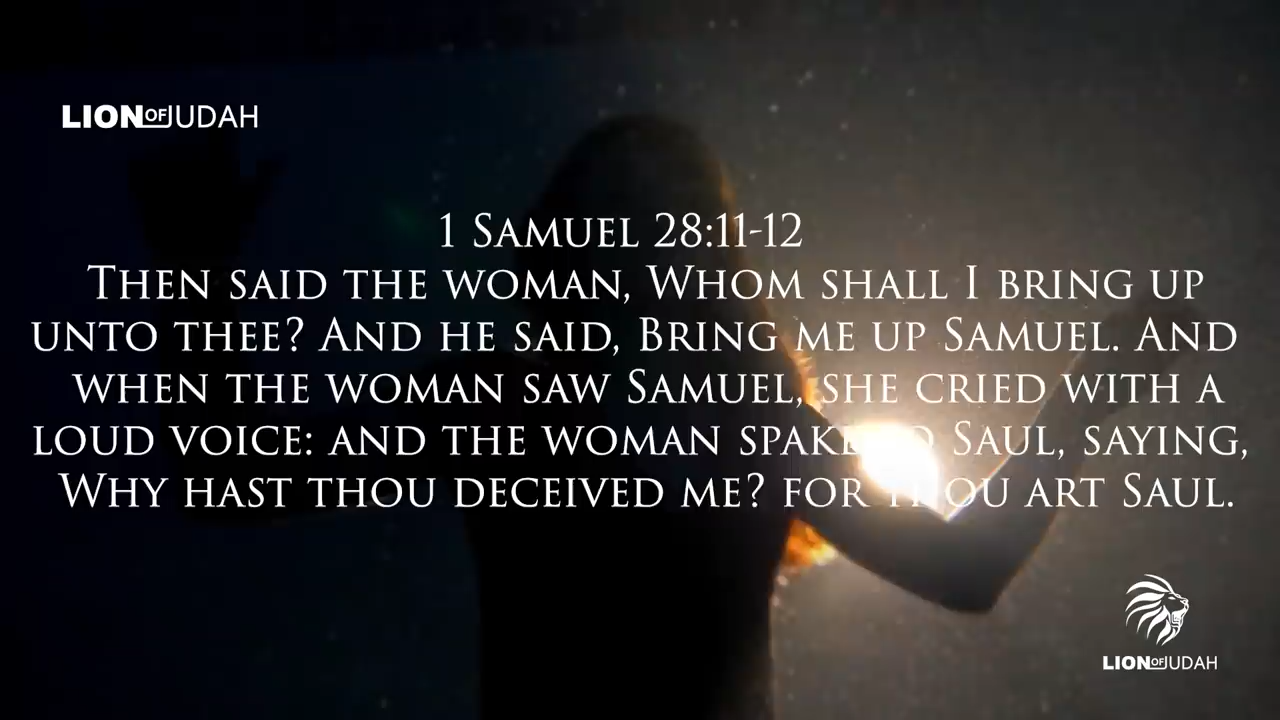 LION OF JUDAH
1 Samuel 28:11-12
Then said the woman, Whom shall I bring up
unto thee? And he said, Bring me up Samuel. And
when the woman saw Samuel, she cried with a
loud voice: and the woman spake to Saul, saying,
Why hast thou deceived me? for thou art Saul.
LION OF JUDAH